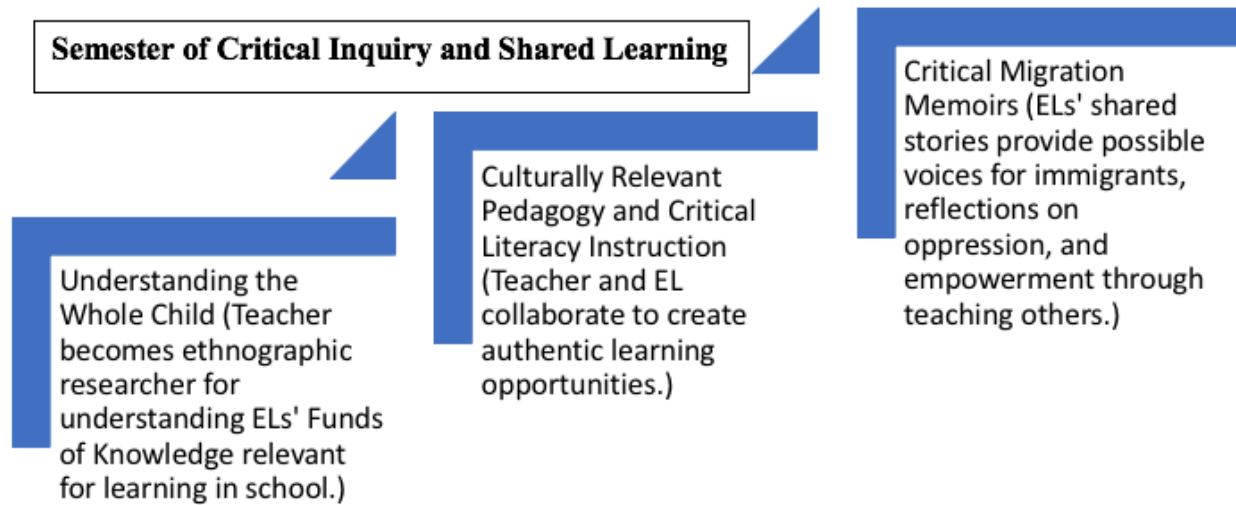 Semester of Critical Inquiry and Shared Learning
Understanding the
Whole Child (Teacher
becomes ethnographic
researcher for
understanding ELs' Funds
of Knowledge relevant
for learning in school.)
Culturally Relevant
Pedagogy and Critical
Literacy Instruction
(Teacher and EL
collaborate to create
authentic learning
opportunities.)
Critical Migration
Memoirs (ELs' shared
stories provide possible
voices for immigrants,
reflections on
oppression, and
empowerment through
teaching others.)